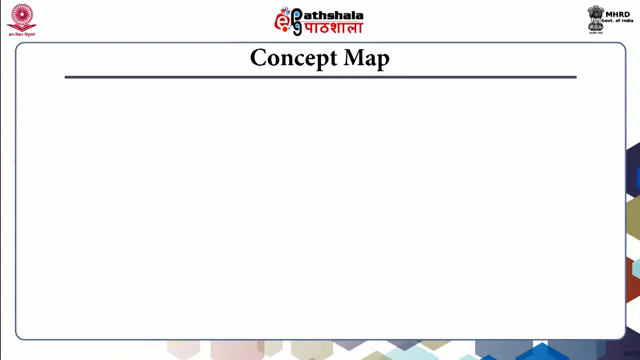 ePathshala
पाठशाला
MHRD
Govt. of India
Concept Map